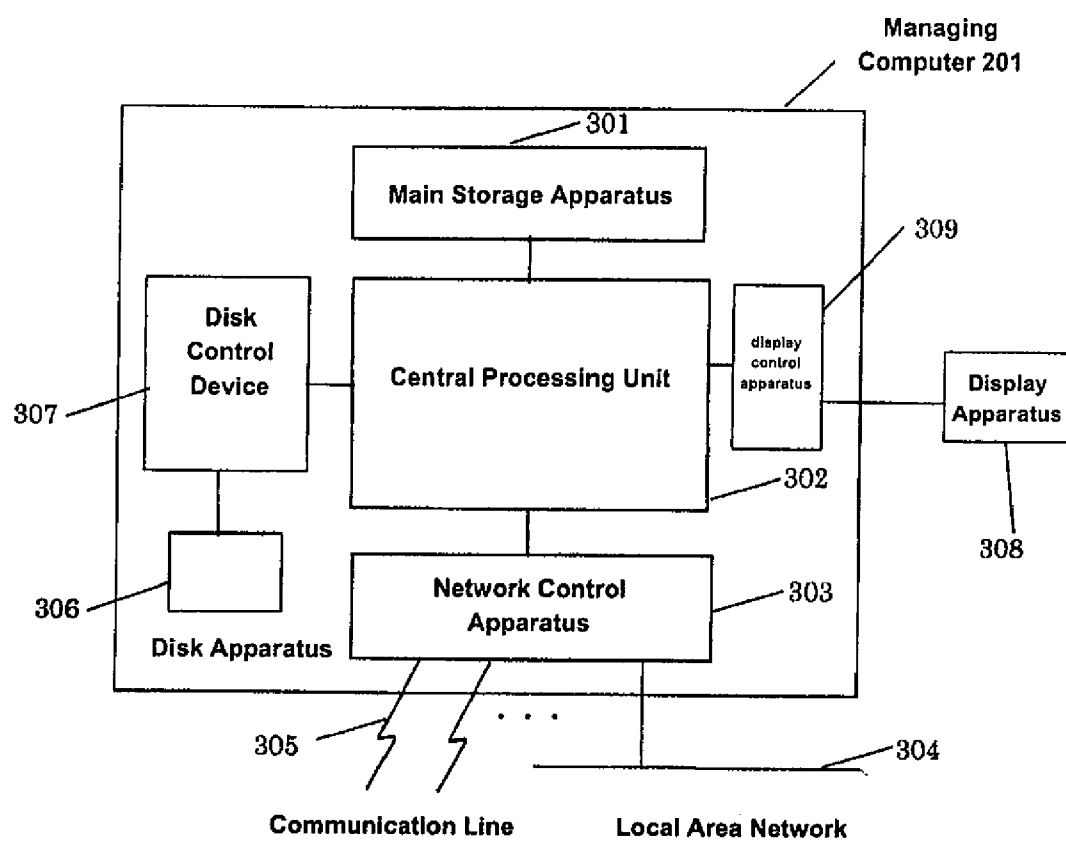 Managing
Computer 201
301
Main Storage Apparatus
309
Disk
Control
Device
Central Processing Unit
display
control
apparatus
Display
Apparatus
307
302
308
306
Disk Apparatus
Network Control
Apparatus
303
305
. . .
304
Communication Line
Local Area Network